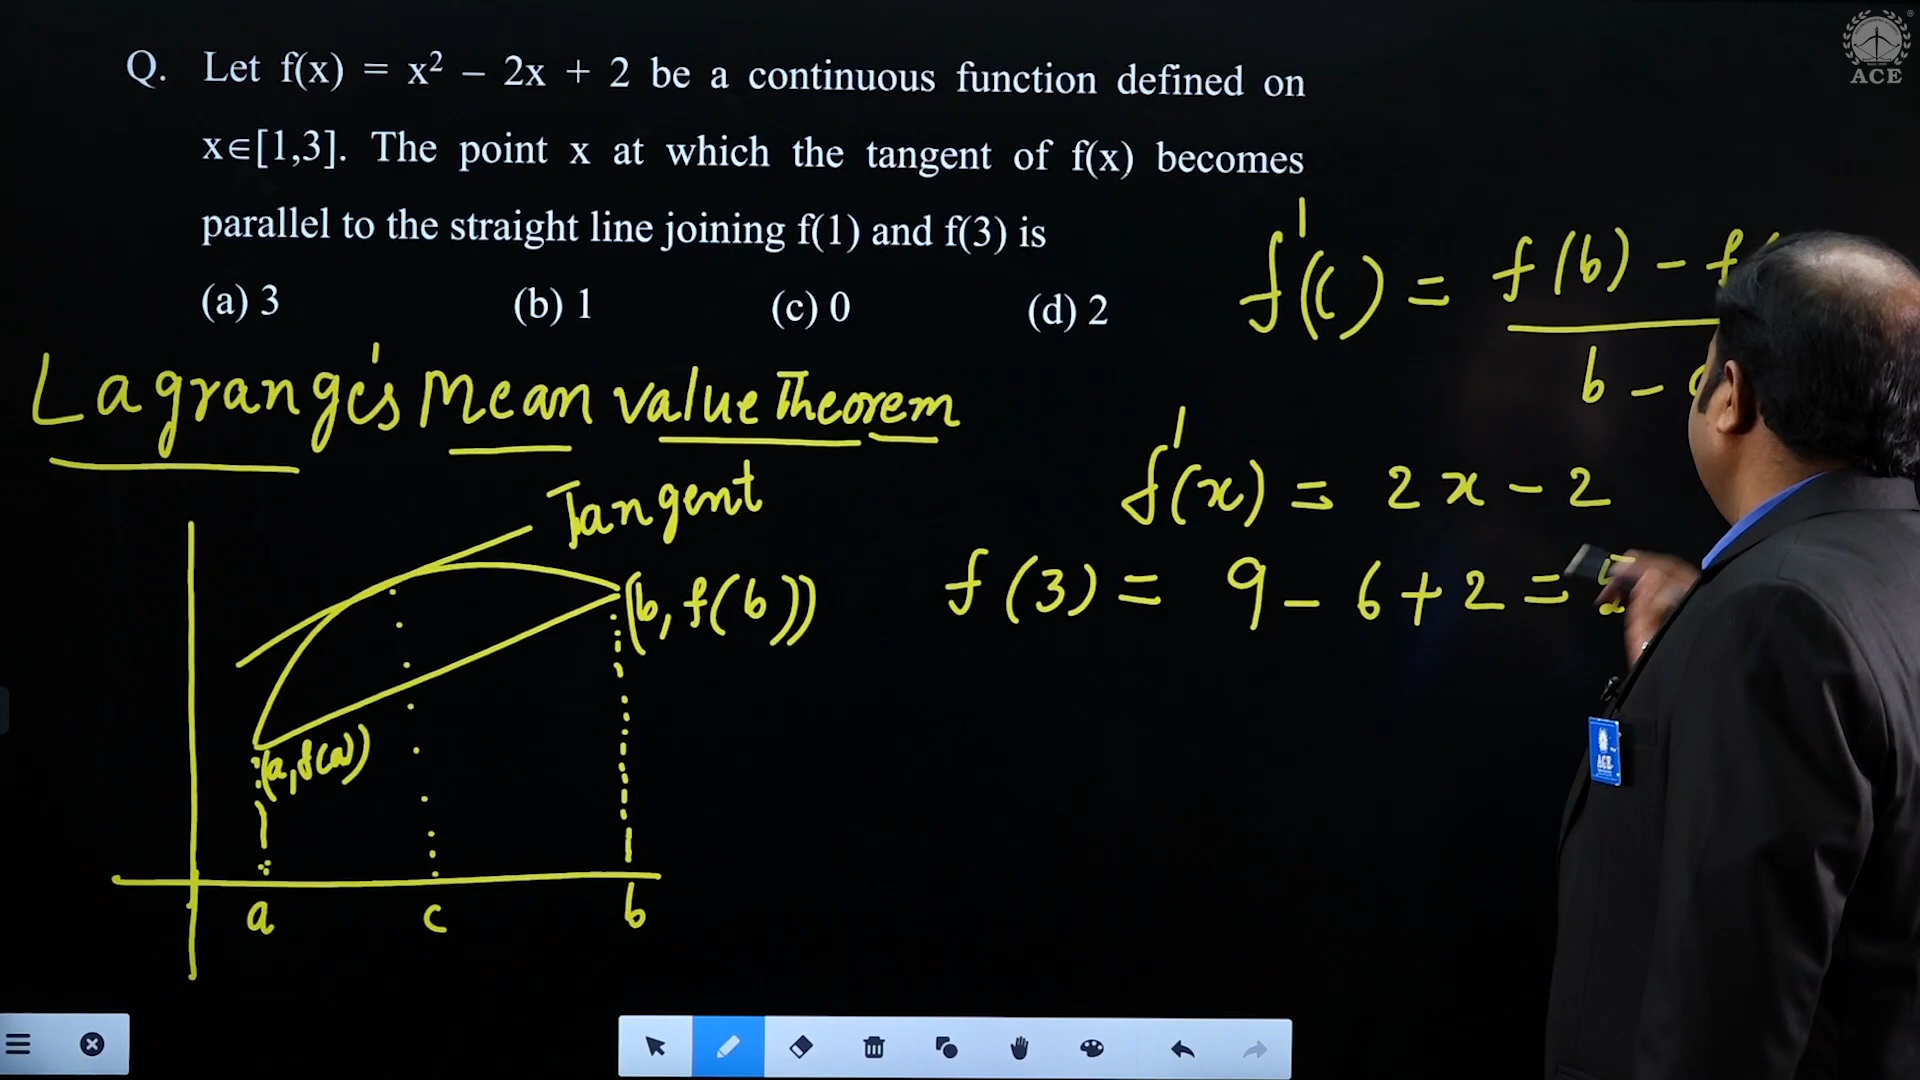 Q. Let f(x) = x² – 2x + 2 be a continuous function defined on
x∈[1,3]. The point x at which the tangent of f(x) becomes
parallel to the straight line joining f(1) and f(3) is
(a) 3 (b) 1 (c) 0 (d) 2
f'(c) = f(b) – f
b –
Lagrange's Mean value Theorem
f'(x) = 2x – 2
f(3) = 9 – 6 + 2 =
Tangent
(b, f(b))
(a, f(a))
a c b
ACE
ACE